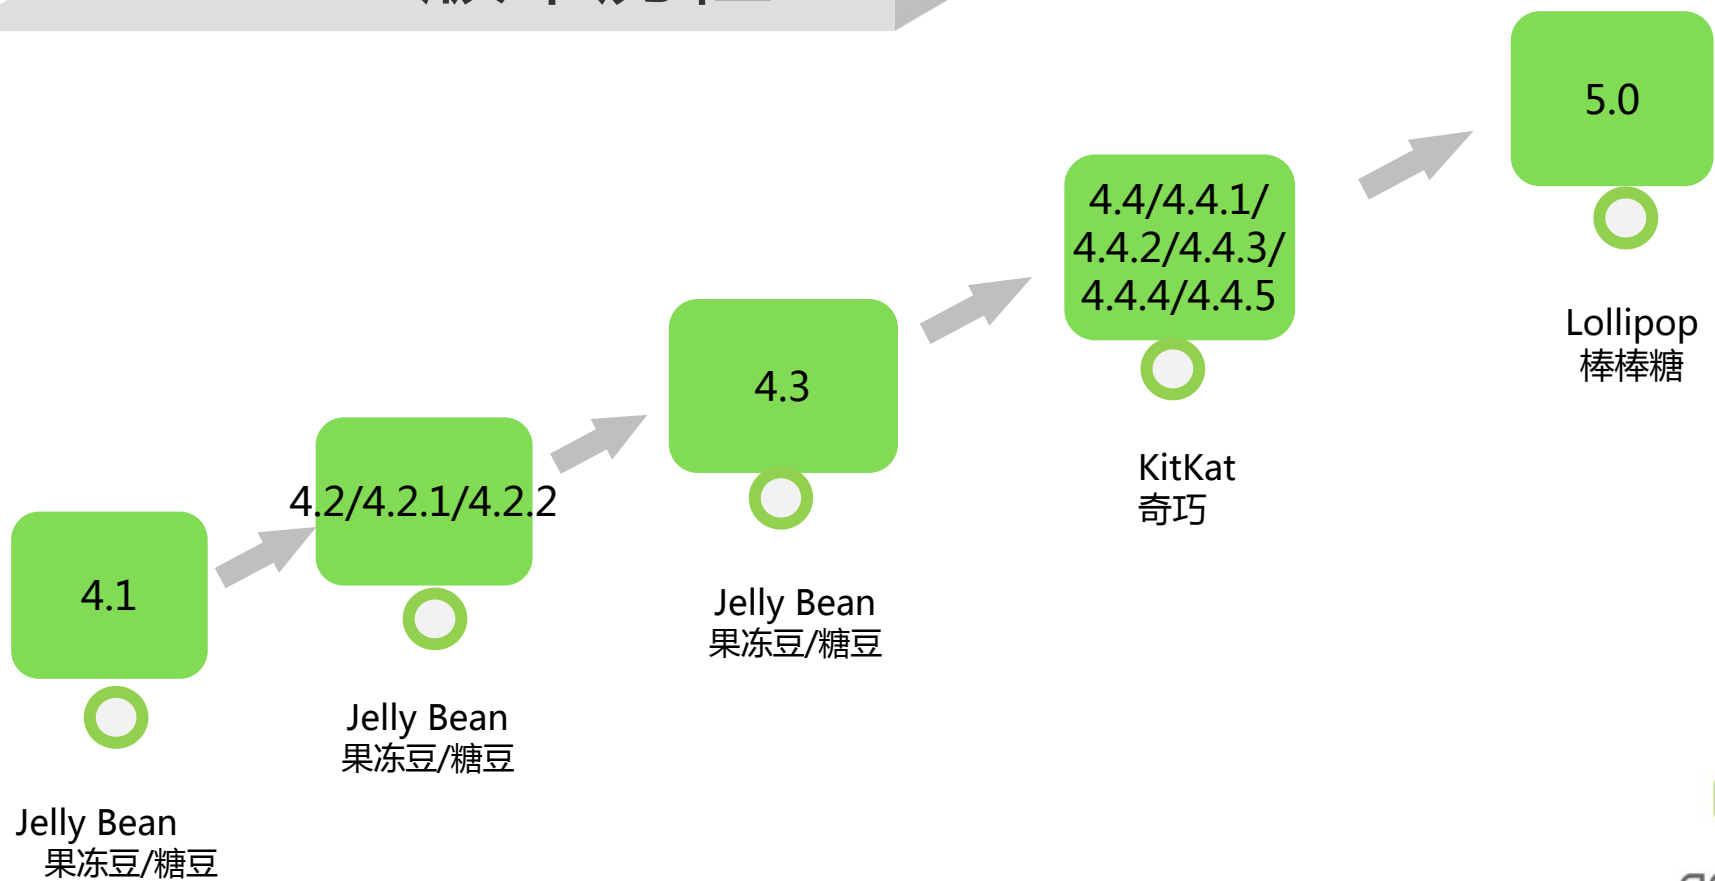 5.0
4.4/4.4.1/
4.4.2/4.4.3/
4.4.4/4.4.5
Lollipop
棒棒糖
4.3
KitKat
奇巧
4.2/4.2.1/4.2.2
4.1
Jelly Bean
果冻豆/糖豆
Jelly Bean
果冻豆/糖豆
Jelly Bean
果冻豆/糖豆